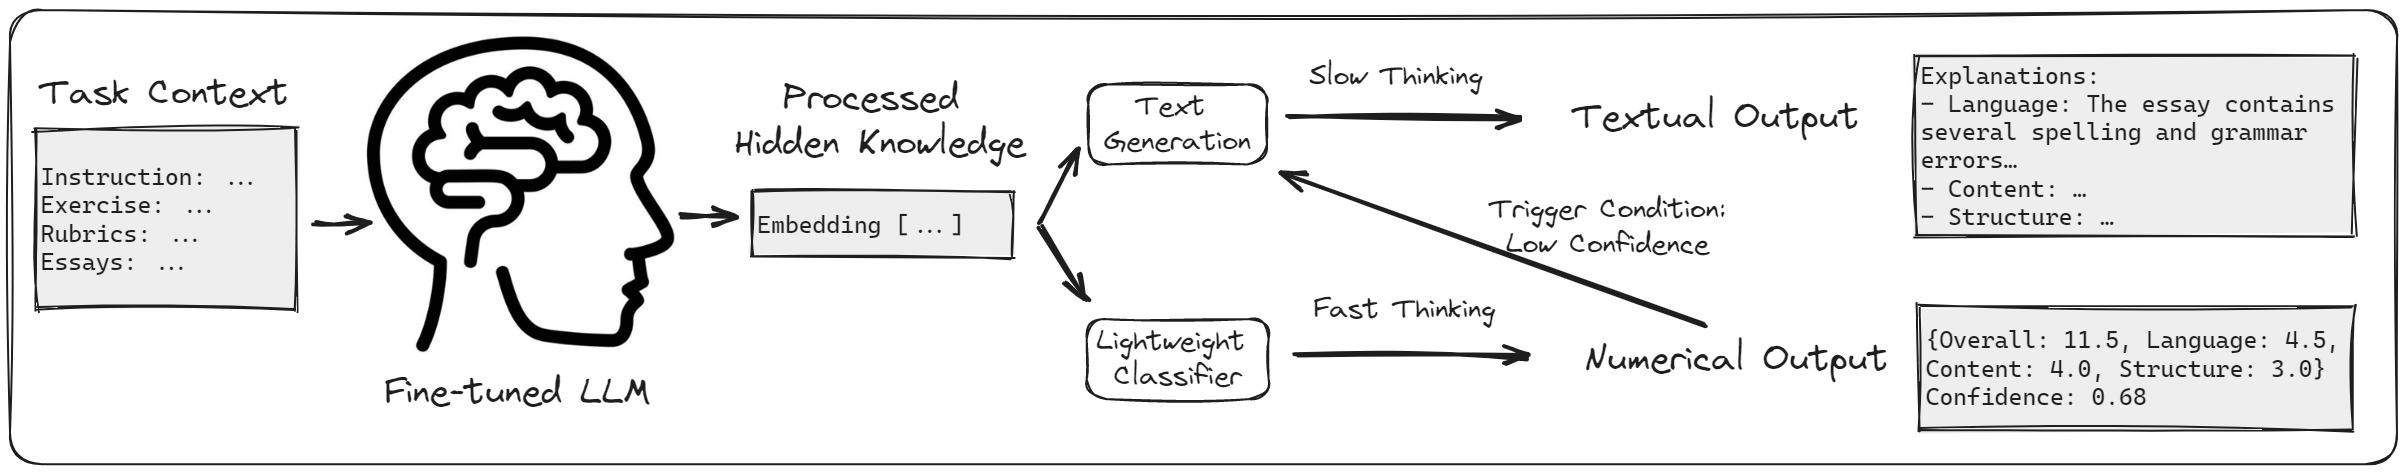 Task Context
Instruction: ...
Exercise: ...
Rubrics: ...
Essays: ...
Fine-tuned LLM
Processed
Hidden Knowledge
Embedding [...]
Text
Generation
Lightweight
Classifier
Slow Thinking
Textual Output
Trigger Condition:
Low Confidence
Fast Thinking
Numerical Output
Explanations:
- Language: The essay contains
several spelling and grammar
errors…
- Content: …
- Structure: …
{Overall: 11.5, Language: 4.5,
Content: 4.0, Structure: 3.0}
Confidence: 0.68